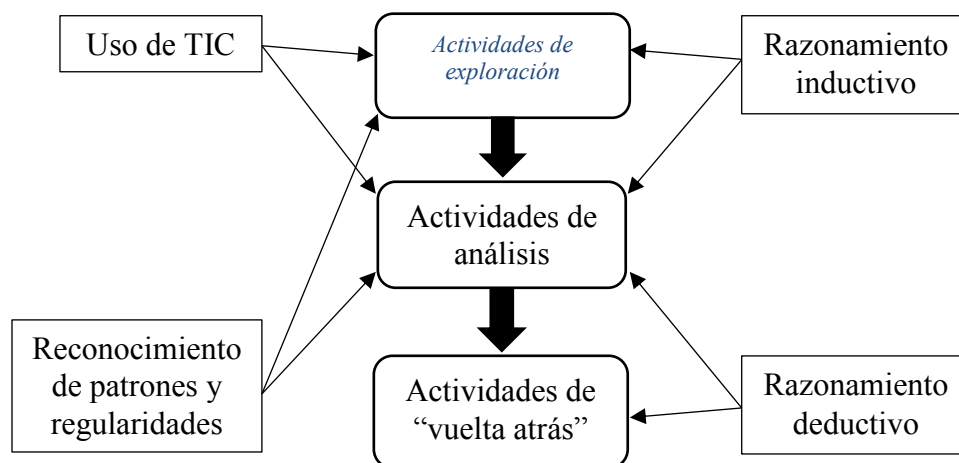 Uso de TIC
Actividades de
exploración
Razonamiento
inductivo
Actividades de
análisis
Reconocimiento
de patrones y
regularidades
Actividades de
“vuelta atrás”
Razonamiento
deductivo